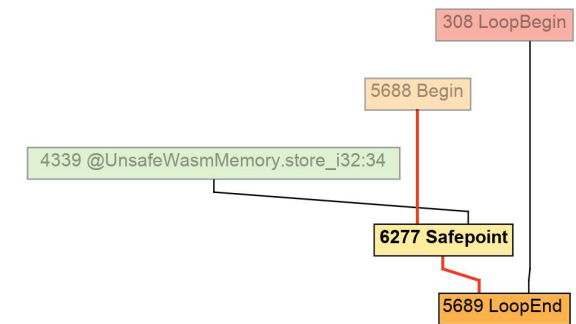 308 LoopBegin
5688 Begin
4339 @UnsafeWasmMemory.store_i32:34
6277 Safepoint
5689 LoopEnd